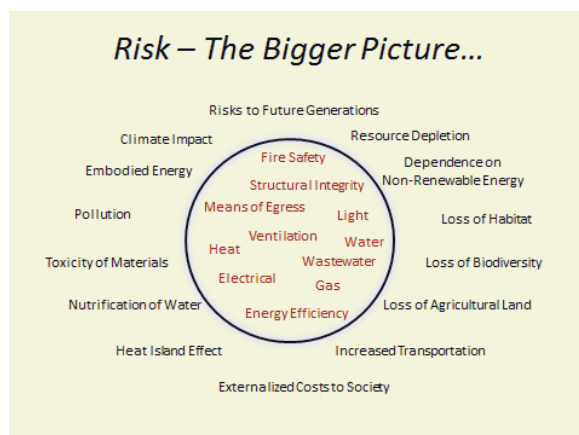 Risk – The Bigger Picture...
Risks to Future Generations
Climate Impact
Resource Depletion
Fire Safety
Embodied Energy
Dependence on
Non-Renewable Energy
Structural Integrity
Pollution
Means of Egress
Light
Loss of Habitat
Ventilation
Heat
Water
Toxicity of Materials
Wastewater
Loss of Biodiversity
Electrical
Gas
Nutrification of Water
Energy Efficiency
Loss of Agricultural Land
Heat Island Effect
Increased Transportation
Externalized Costs to Society